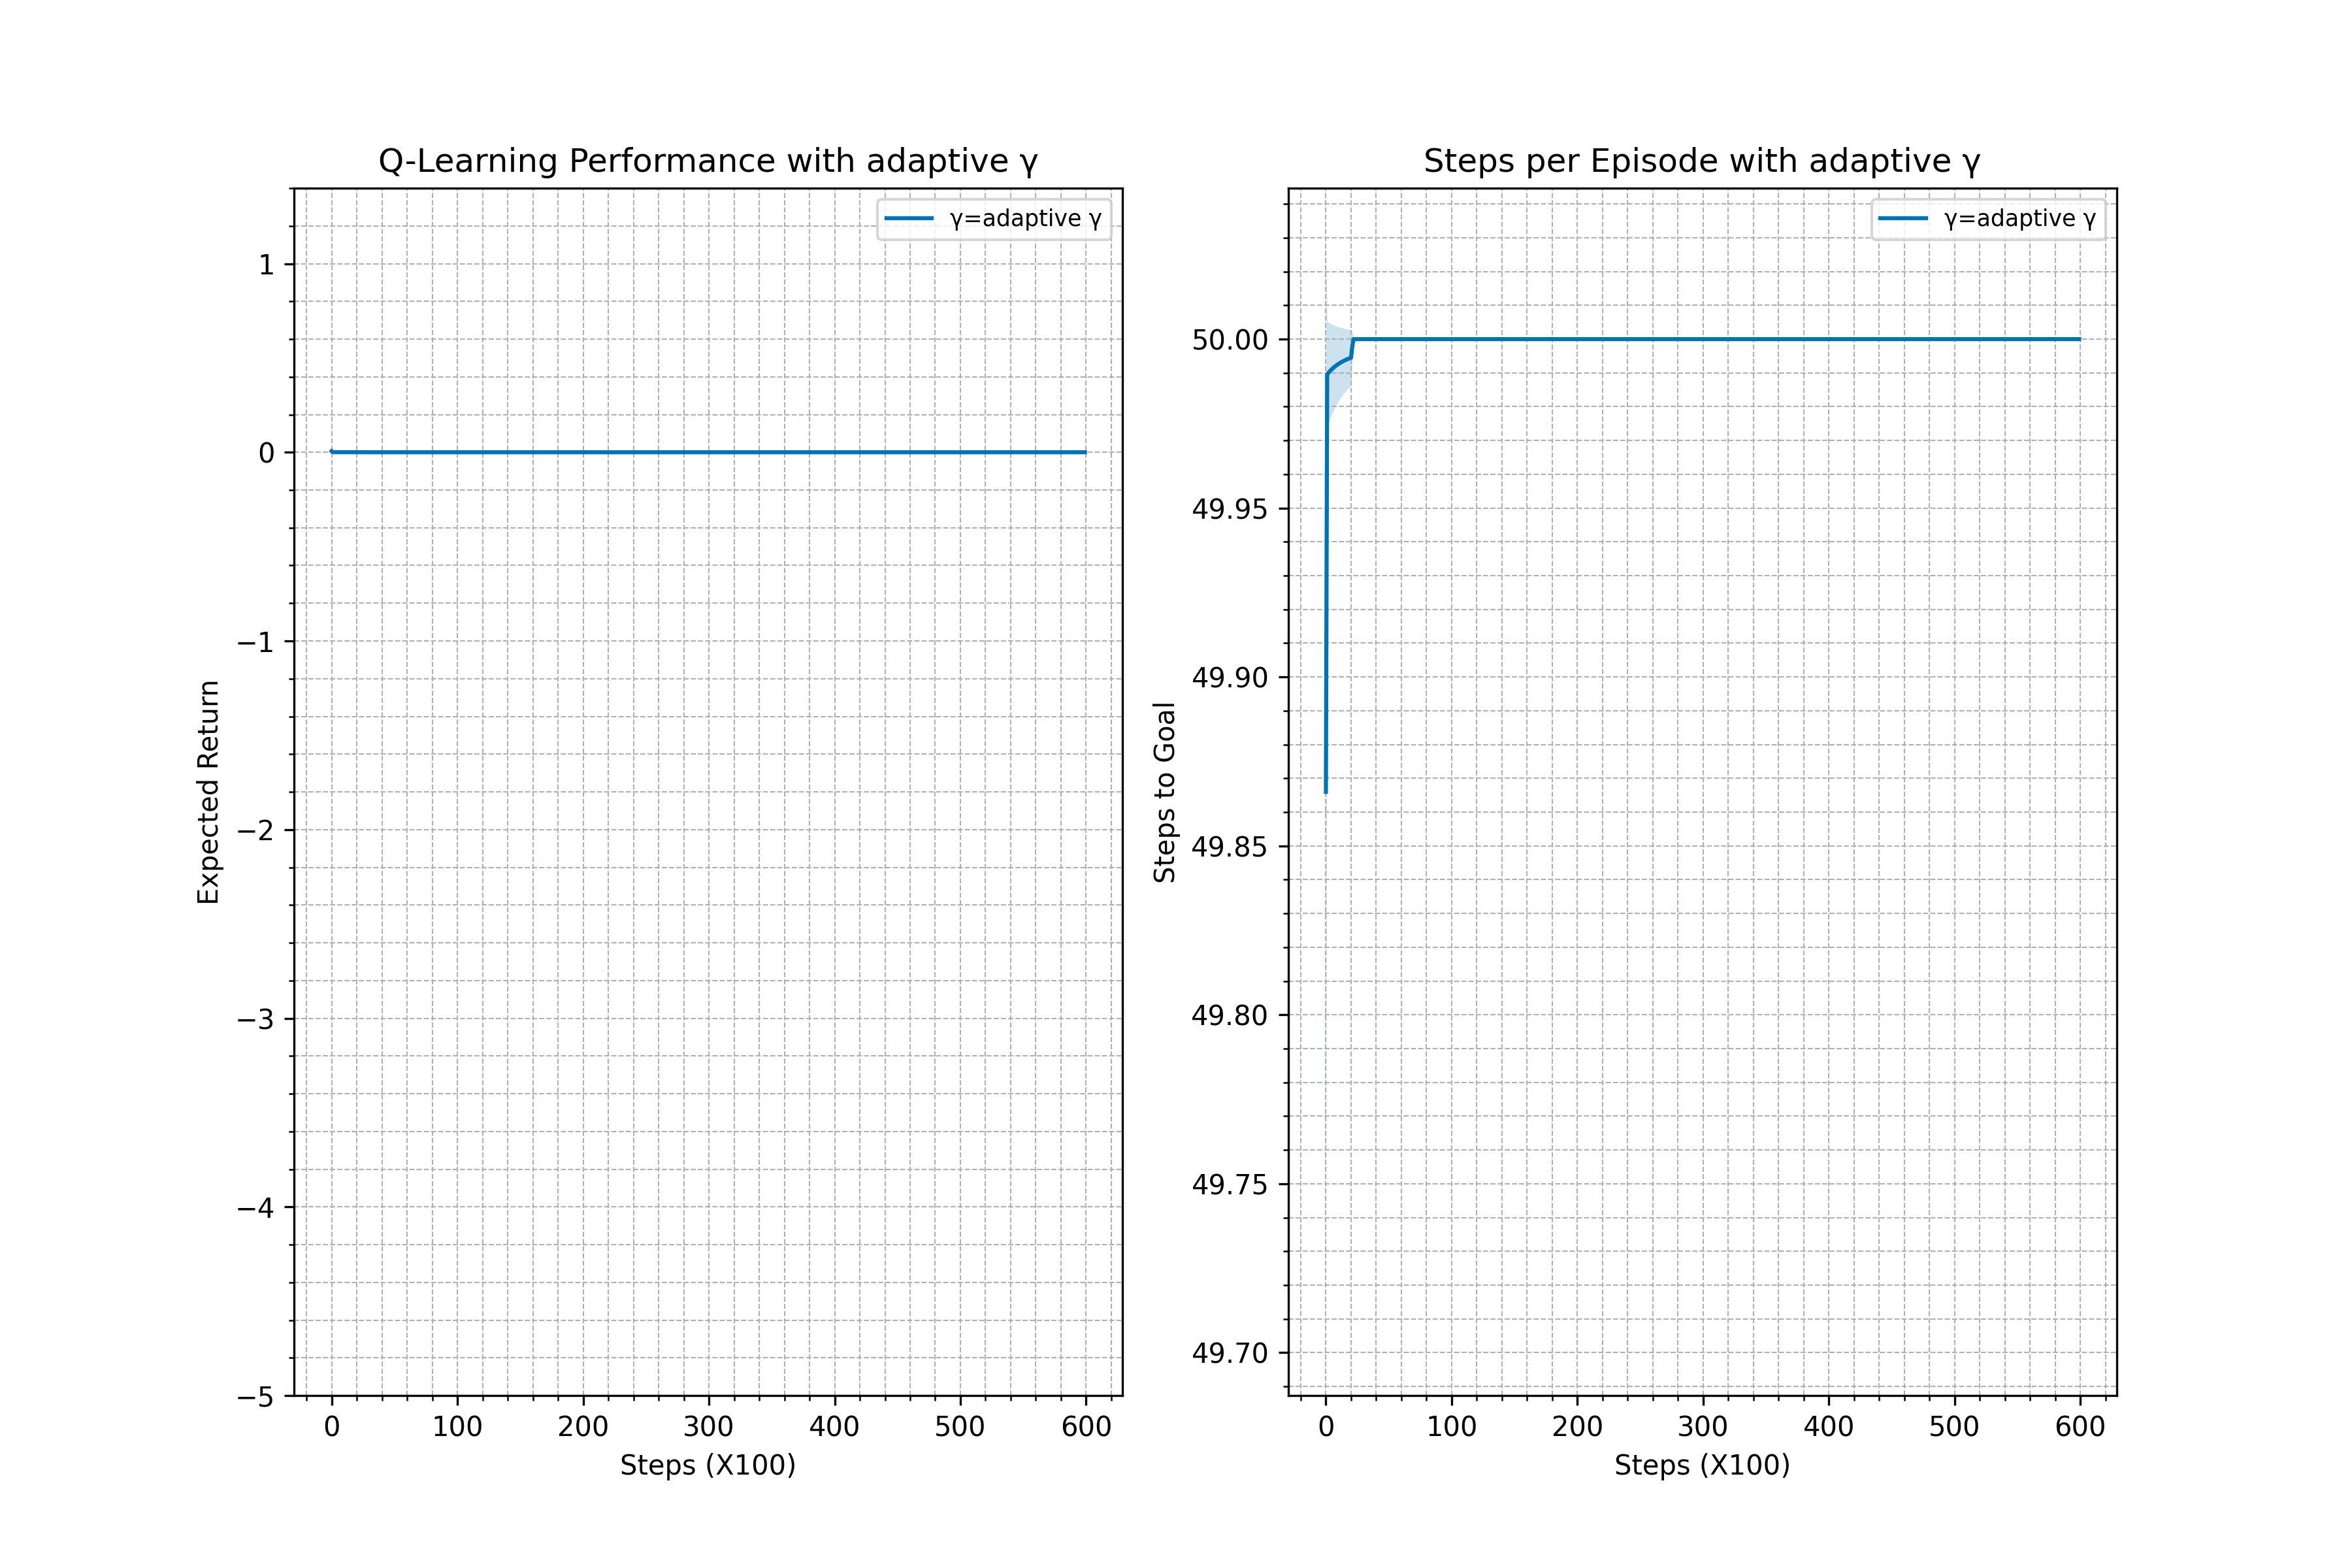 Q-Learning Performance with adaptive γ
γ=adaptive γ
1
0
−1
−2
−3
−4
−5
Expected Return
0 100 200 300 400 500 600
Steps (X100)
Steps per Episode with adaptive γ
γ=adaptive γ
50.00
49.95
49.90
49.85
49.80
49.75
49.70
Steps to Goal
0 100 200 300 400 500 600
Steps (X100)